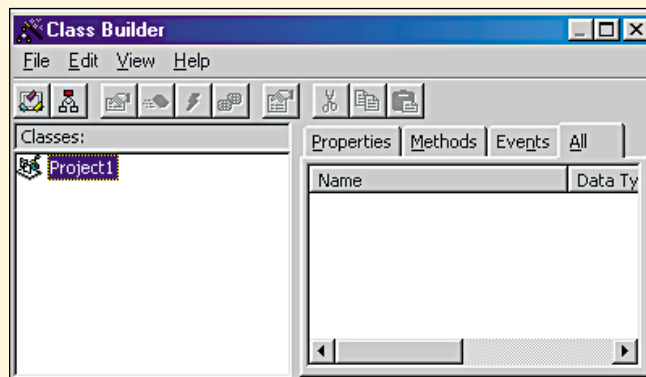 Class Builder
File Edit View Help
Classes:
Project1
Properties Methods Events All
Name Data Ty